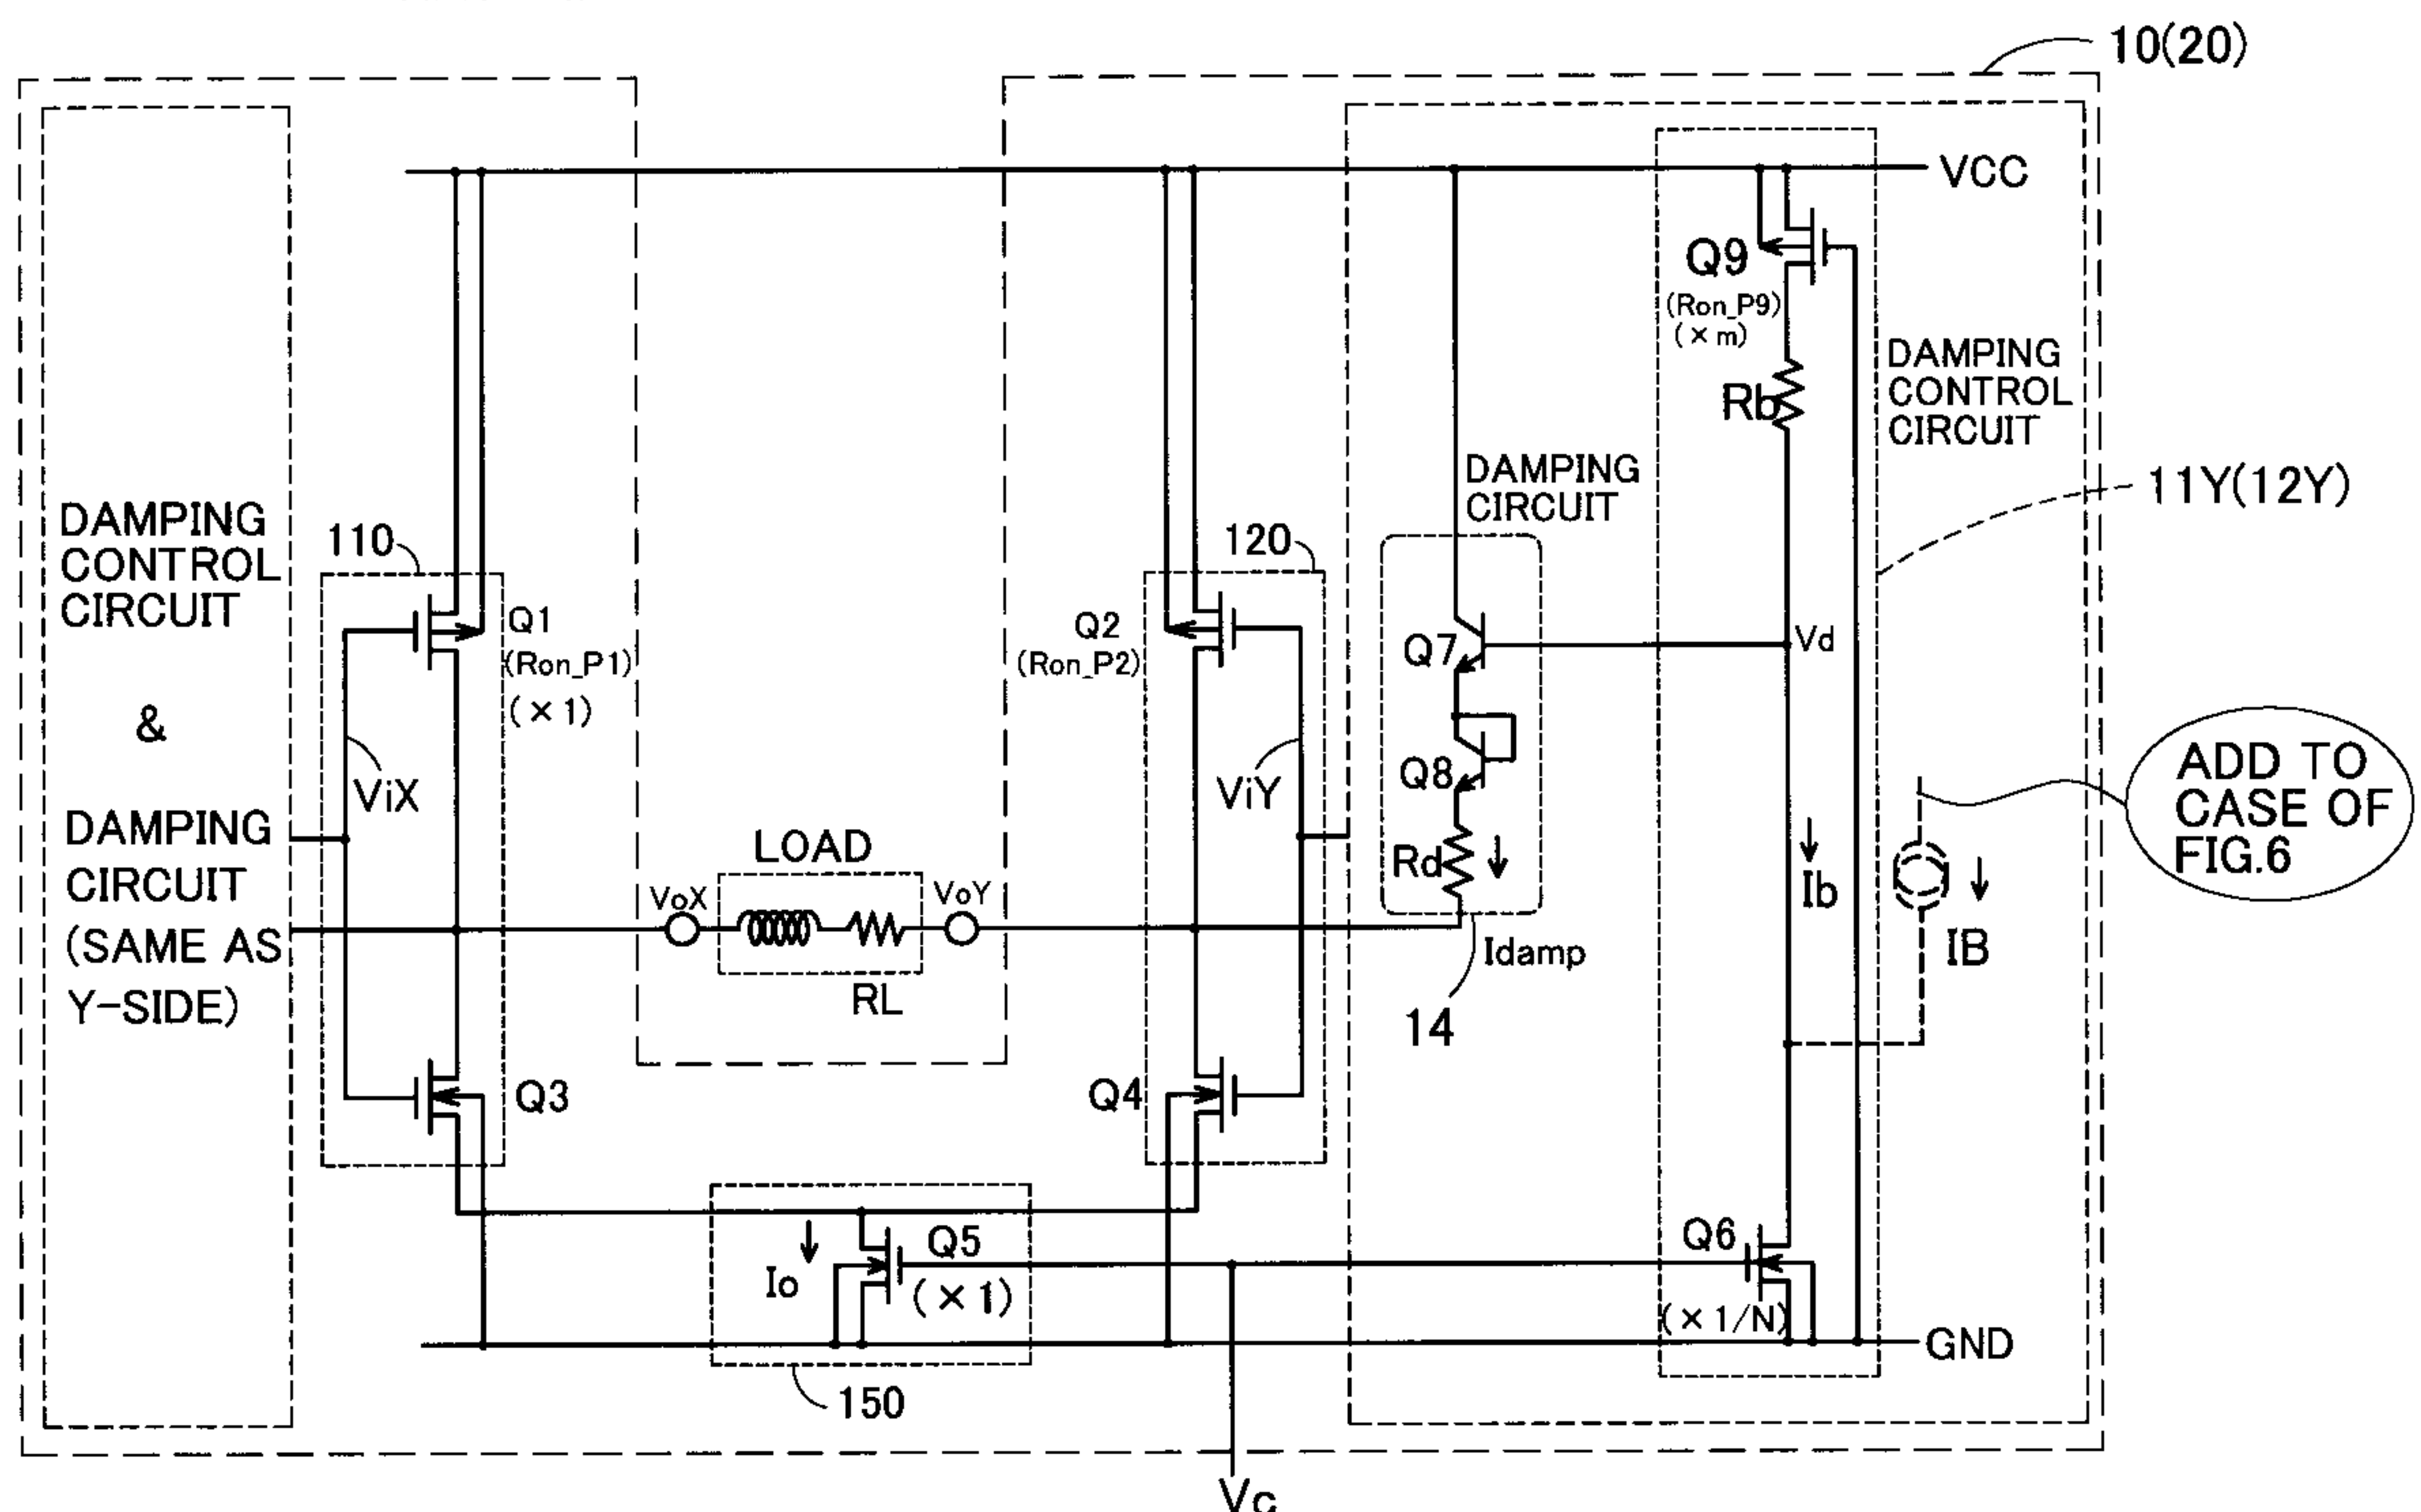 10(20)
VCC
Q9
(Ron_P9)
(×m)
DAMPING
CONTROL
CIRCUIT
Rb
DAMPING
CIRCUIT
11Y(12Y)
DAMPING
CONTROL
CIRCUIT
&
DAMPING
CIRCUIT
(SAME AS
Y-SIDE)
110
Q1
(Ron_P1)
(×1)
ViX
120
Q2
(Ron_P2)
ViY
Q7
Vd
Q8
Rd
Idamp
14
Ib
IB
ADD TO
CASE OF
FIG.6
LOAD
VoX
VoY
RL
Q3
Q4
Io
Q5
(×1)
150
Q6
(×1/N)
GND
Vc